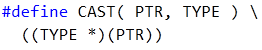 #define CAST( PTR, TYPE ) \
  ((TYPE *)(PTR))